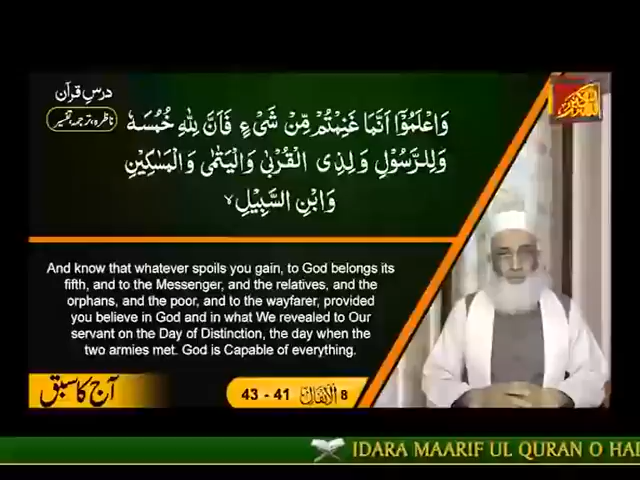 درسِ قرآن
ناظرہ، ترجمہ، تفسیر
وَاعْلَمُوْٓا اَنَّمَا غَنِمْتُمْ مِّنْ شَیْءٍ فَاَنَّ لِلّٰهِ خُمُسَهٗ
وَلِلرَّسُوْلِ وَلِذِی الْقُرْبٰی وَالْیَتٰمٰی وَالْمَسٰكِیْنِ
وَابْنِ السَّبِیْلِ ۙ
And know that whatever spoils you gain, to God belongs its
fifth, and to the Messenger, and the relatives, and the
orphans, and the poor, and to the wayfarer, provided
you believe in God and in what We revealed to Our
servant on the Day of Distinction, the day when the
two armies met. God is Capable of everything.
آج کا سبق
43 - 41 الاَنفَال 8
IDARA MAARIF UL QURAN O HA